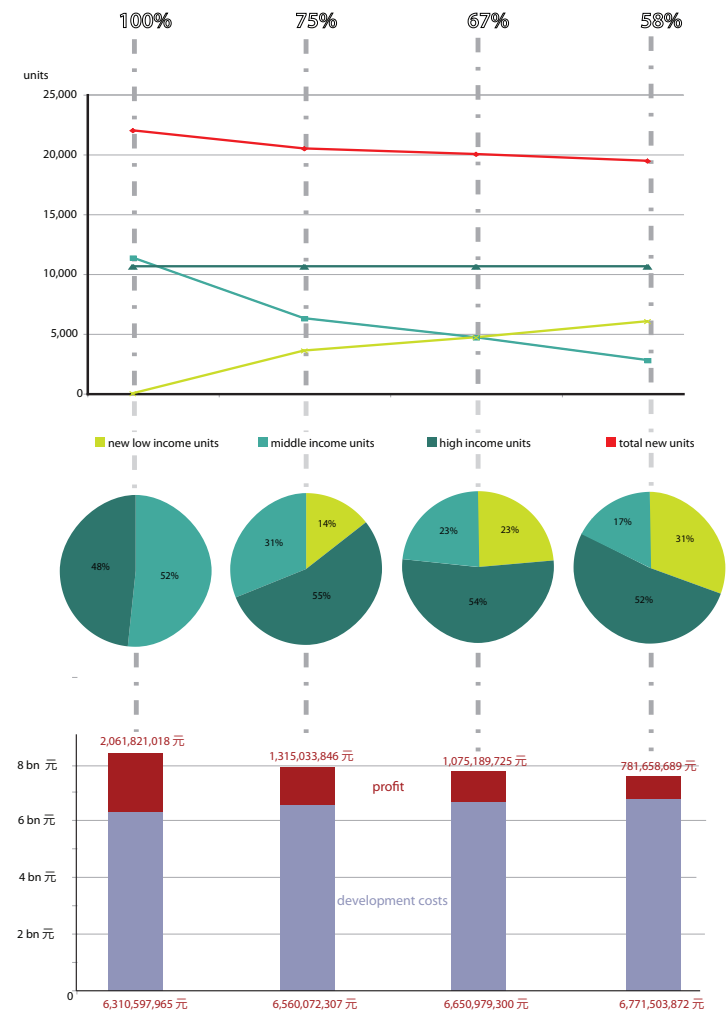 100% 75% 67% 58%
units
25,000
20,000
15,000
10,000
5,000
0
new low income units middle income units high income units total new units
48% 52% 31% 14% 55% 23% 23% 54% 17% 31% 52%
2,061,821,018 元 1,315,033,846 元 1,075,189,725 元 781,658,689 元
8 bn 元
profit
6 bn 元
4 bn 元
development costs
2 bn 元
0
6,310,597,965 元 6,560,072,307 元 6,650,979,300 元 6,771,503,872 元